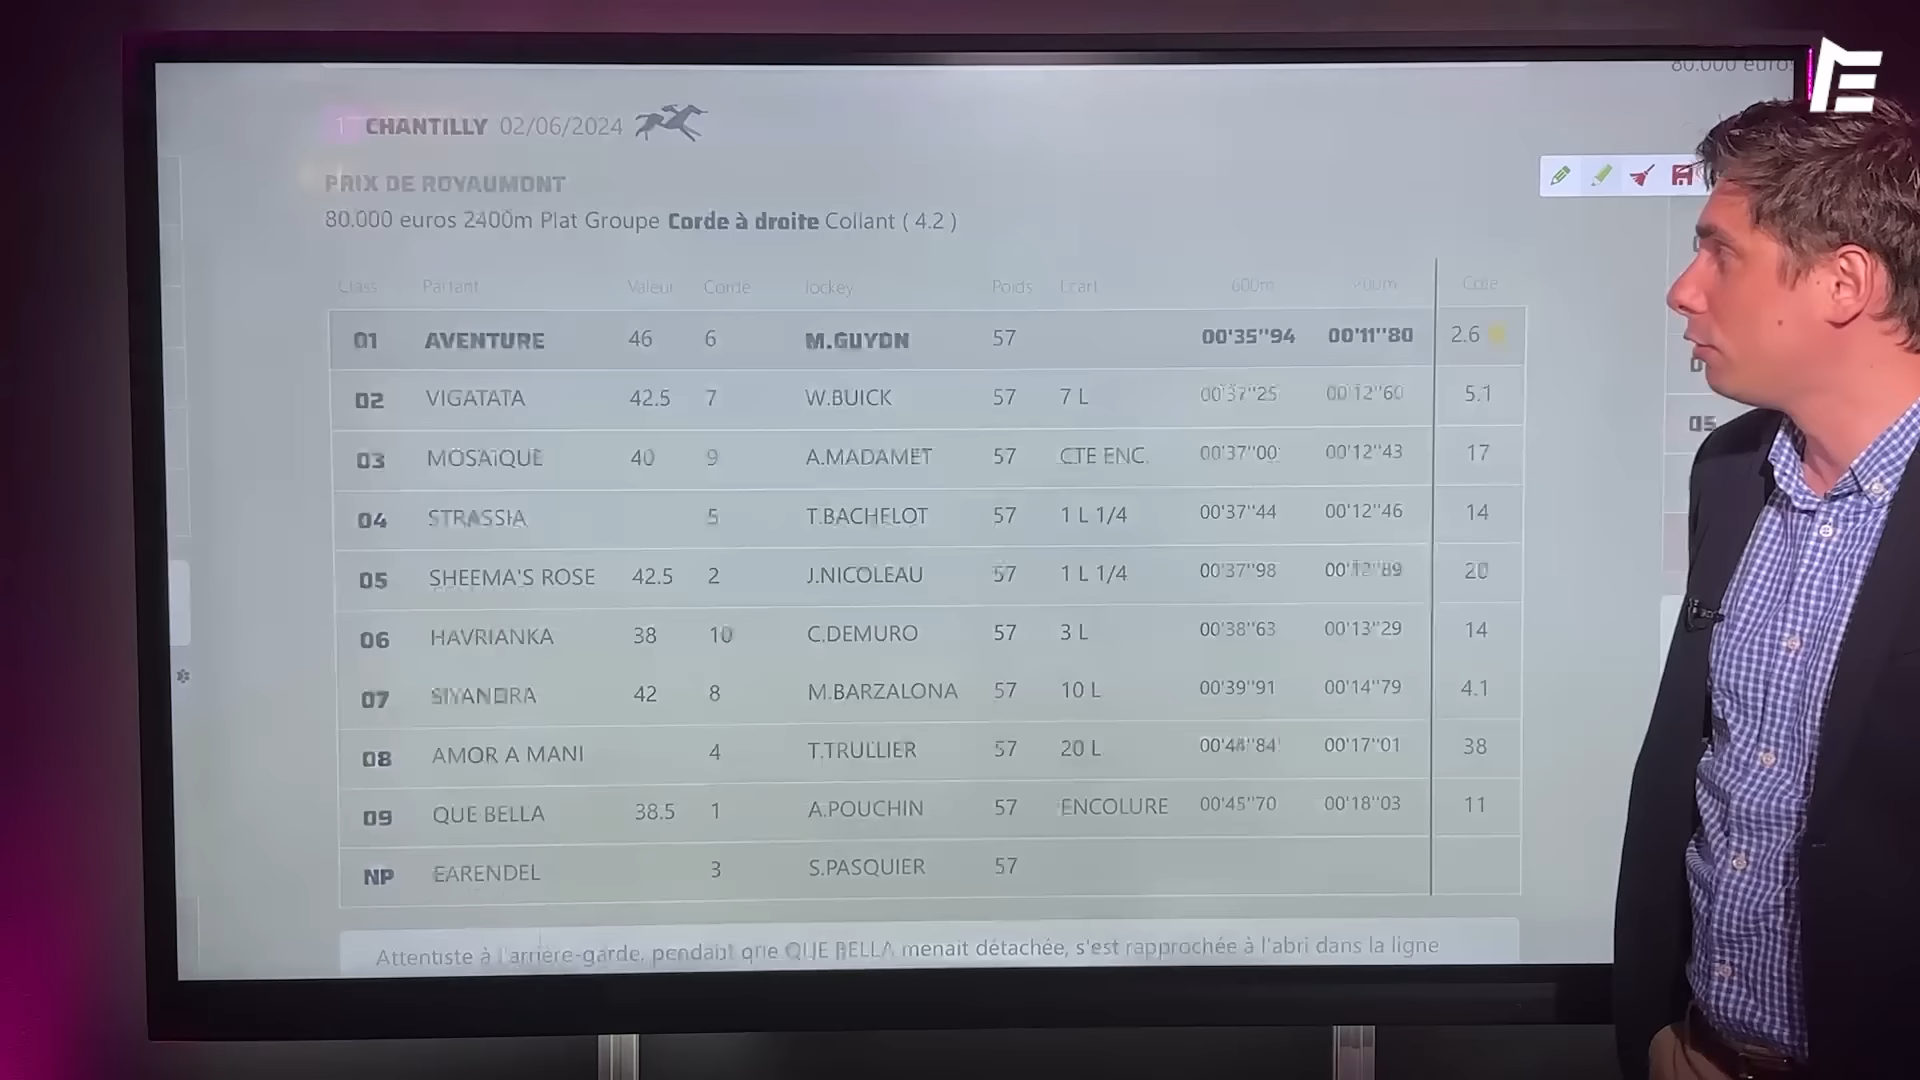 80.000 euros
CHANTILLY 02/06/2024
PRIX DE ROYAUMONT
80.000 euros 2400m Plat Groupe Corde à droite Collant ( 4.2 )
Class Partant Valeur Corde Jockey Poids Ecart 600m 200m Cote
01 AVENTURE 46 6 M.GUYON 57 00'35"94 00'11"80 2.6
02 VIGATATA 42.5 7 W.BUICK 57 7 L 00'37"25 00'12"60 5.1
03 MOSAÏQUE 40 9 A.MADAMET 57 CTE ENC. 00'37"00 00'12"43 17
04 STRASSIA 5 T.BACHELOT 57 1 L 1/4 00'37"44 00'12"46 14
05 SHEEMA'S ROSE 42.5 2 J.NICOLEAU 57 1 L 1/4 00'37"98 00'12"89 20
06 HAVRIANKA 38 10 C.DEMURO 57 3 L 00'38"63 00'13"29 14
07 SIYANDRA 42 8 M.BARZALONA 57 10 L 00'39"91 00'14"79 4.1
08 AMOR A MANI 4 T.TRULLIER 57 20 L 00'44"84 00'17"01 38
09 QUE BELLA 38.5 1 A.POUCHIN 57 ENCOLURE 00'45"70 00'18"03 11
NP EARENDEL 3 S.PASQUIER 57
Attentiste à l'arrière-garde, pendant que QUE BELLA menait détachée, s'est rapprochée à l'abri dans la ligne
05